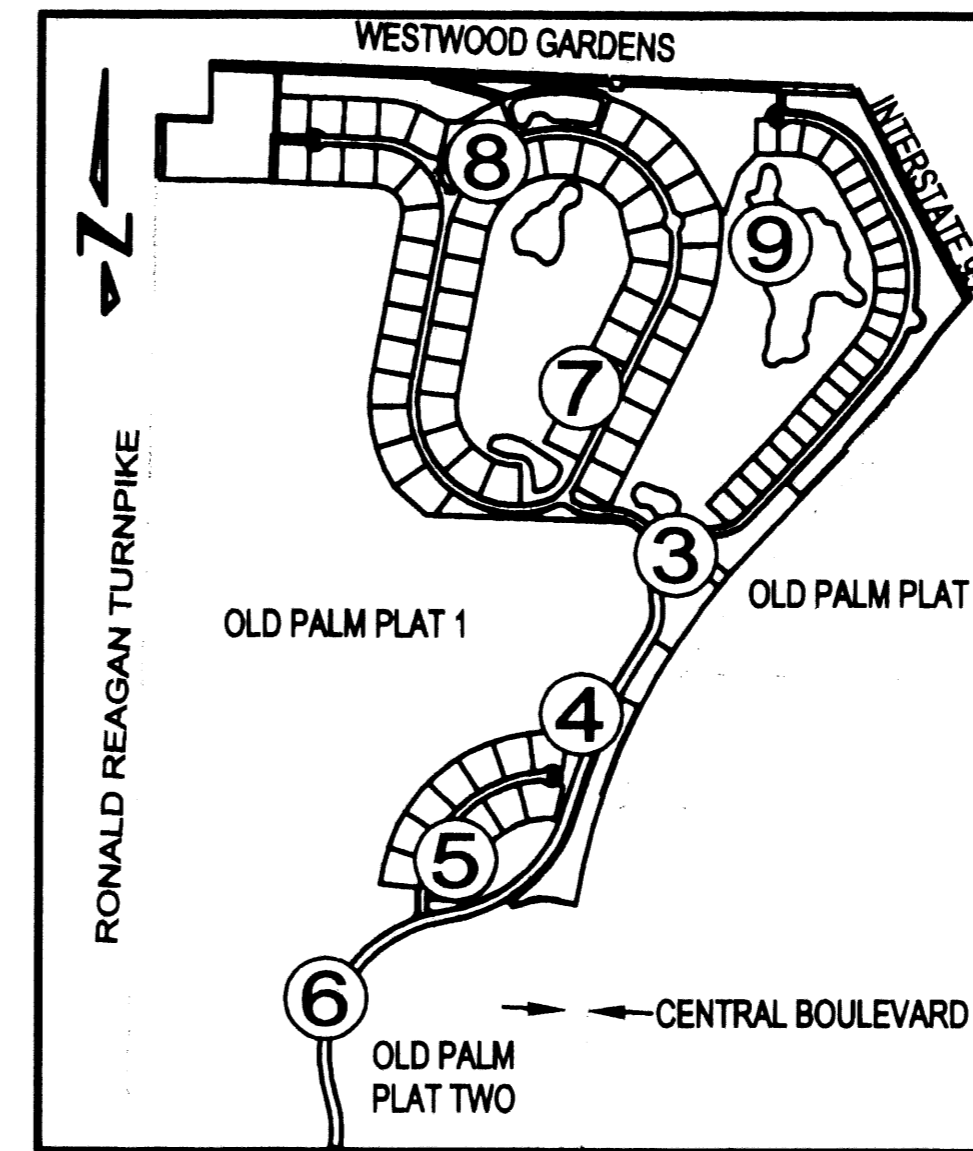 WESTWOOD GARDENS
INTERSTATE
N
8
9
7
3
RONALD REAGAN TURNPIKE
OLD PALM PLAT 1
OLD PALM PLAT
4
5
6
CENTRAL BOULEVARD
OLD PALM
PLAT TWO